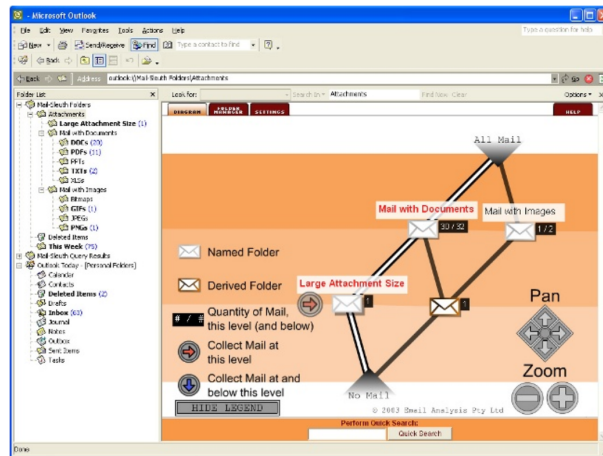 - Microsoft Outlook
File Edit View Favorites Tools Actions Help
Type a question for help
New Send/Receive Find Type a contact to find
Back
Back Address outlook:\\Mail-Sleuth Folders\Attachments Go
Folder List
Look for: Search In Attachments Find Now Clear Options
Mail-Sleuth Folders
Attachments
Large Attachment Size (1)
Mail with Documents
DOCs (20)
PDFs (11)
PPTs
TXTs (2)
XLSs
Mail with Images
Bitmaps
GIFs (1)
JPEGs
PNGs (1)
Deleted Items
This Week (75)
Mail-Sleuth Query Results
Outlook Today - [Personal Folders]
Calendar
Contacts
Deleted Items (2)
Drafts
Inbox (63)
Journal
Notes
Outbox
Sent Items
Tasks
DIAGRAM FOLDER MANAGER SETTINGS HELP
All Mail
Mail with Documents
Mail with Images
30 / 32
1 / 2
Named Folder
Derived Folder
Large Attachment Size
1
1
# / # Quantity of Mail,
this level (and below)
Collect Mail at
this level
Collect Mail at and
below this level
HIDE LEGEND
No Mail
Pan
Zoom
© 2003 Email Analysis Pty Ltd
Perform Quick Search:
Quick Search
Done